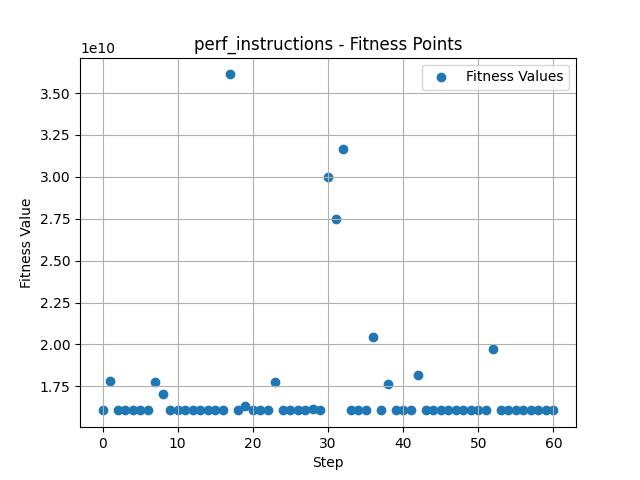 perf_instructions - Fitness Points
1e10
Fitness Values
3.50
3.25
3.00
2.75
2.50
2.25
2.00
1.75
Fitness Value
0 10 20 30 40 50 60
Step